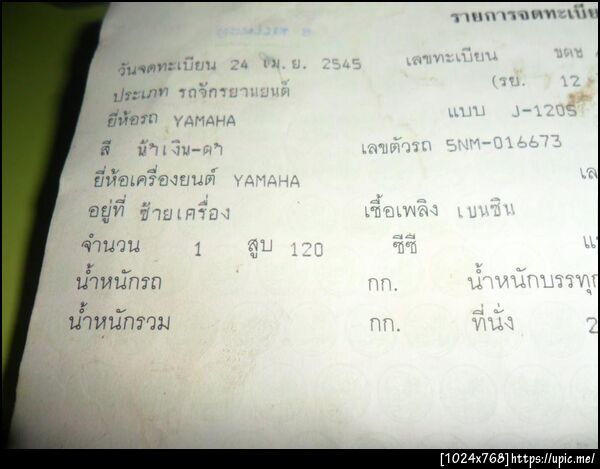 รายการจดทะเบีย
วันจดทะเบียน 24 เม.ย. 2545 เลขทะเบียน ขตษ
(รย. 12
ประเภท รถจักรยานยนต์
ยี่ห้อรถ YAMAHA แบบ J-120S
สี น้ำเงิน-ดำ เลขตัวรถ 5NM-016673
ยี่ห้อเครื่องยนต์ YAMAHA เล
อยู่ที่ ซ้ายเครื่อง เชื้อเพลิง เบนซิน
จำนวน 1 สูบ 120 ซีซี แ
น้ำหนักรถ กก. น้ำหนักบรรทุก
น้ำหนักรวม กก. ที่นั่ง 2
[1024x768]https://upic.me/